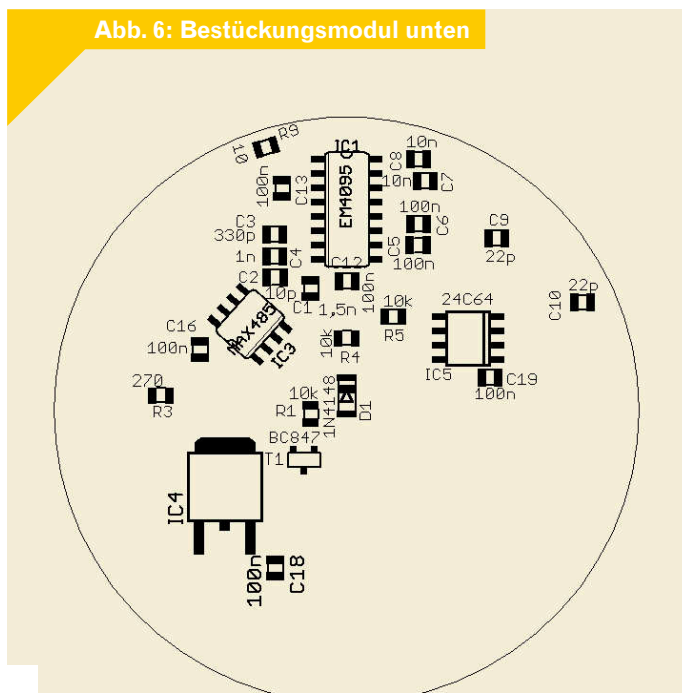 Abb. 6: Bestückungsmodul unten
R9
10
IC1
EM4095
10n
C8
10n
C7
100n
C13
100n
C6
C5
100n
C9
22p
C3
330p
1n
C4
C2
10p
C1
C12
100n
1,5n
22p
C10
10k
R5
24C64
IC5
C16
100n
MAX485
IC3
10k
R4
C19
100n
270
R3
10k
R1
1N4148
D1
BC847
T1
IC4
100n
C18